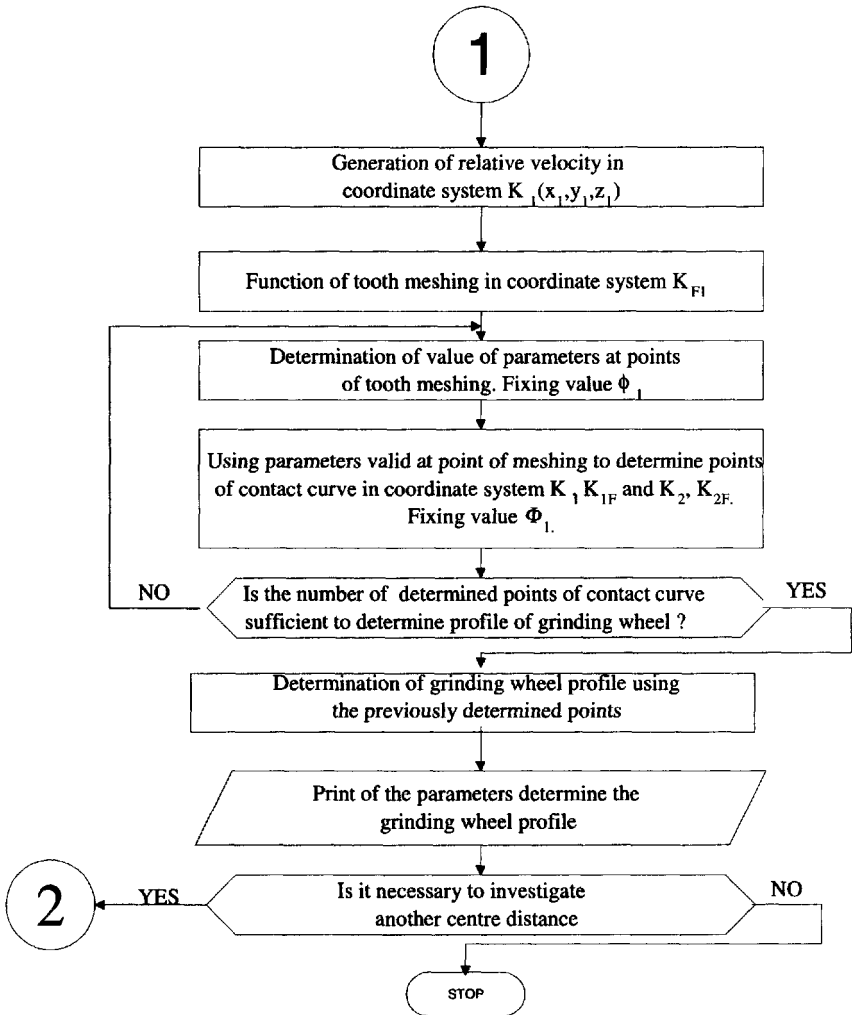 1
Generation of relative velocity in
coordinate system K₁(x₁,y₁,z₁)
Function of tooth meshing in coordinate system K_F1
Determination of value of parameters at points
of tooth meshing. Fixing value ϕ₁
Using parameters valid at point of meshing to determine points
of contact curve in coordinate system K₁, K₁F and K₂, K₂F.
Fixing value Φ₁.
NO
Is the number of determined points of contact curve
sufficient to determine profile of grinding wheel ?
YES
Determination of grinding wheel profile using
the previously determined points
Print of the parameters determine the
grinding wheel profile
2
YES
Is it necessary to investigate
another centre distance
NO
STOP